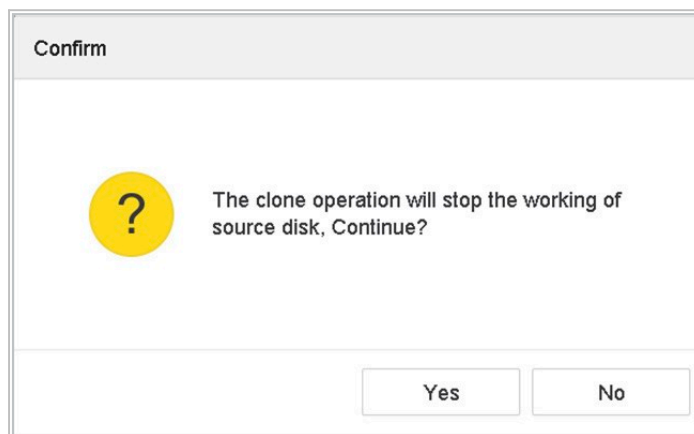 Confirm
?
The clone operation will stop the working of
source disk, Continue?
Yes No